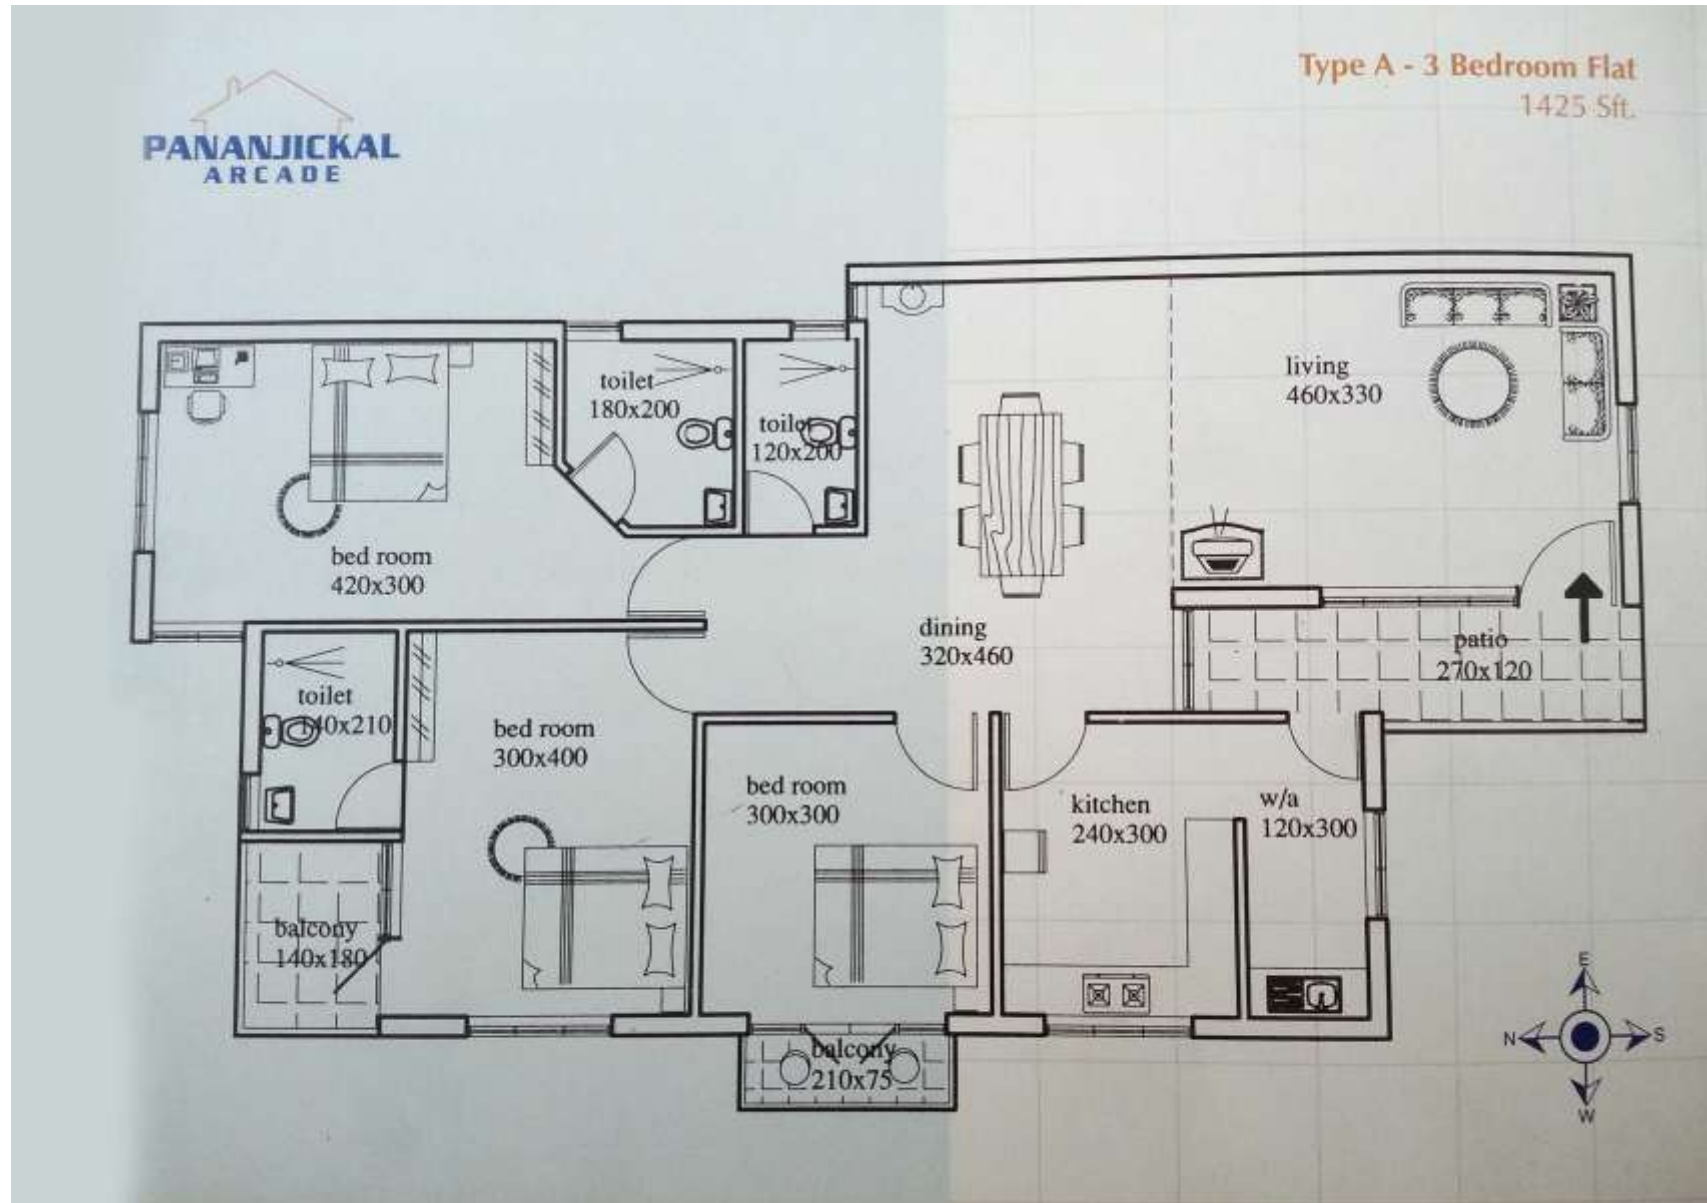 Type A - 3 Bedroom Flat
1425 Sft.
PANANJICKAL
ARCADE
living
460x330
toilet
180x200
toilet
120x200
bed room
420x300
dining
320x460
patio
270x120
toilet
140x210
bed room
300x400
bed room
300x300
kitchen
240x300
w/a
120x300
balcony
140x180
balcony
210x75
E
N
S
W